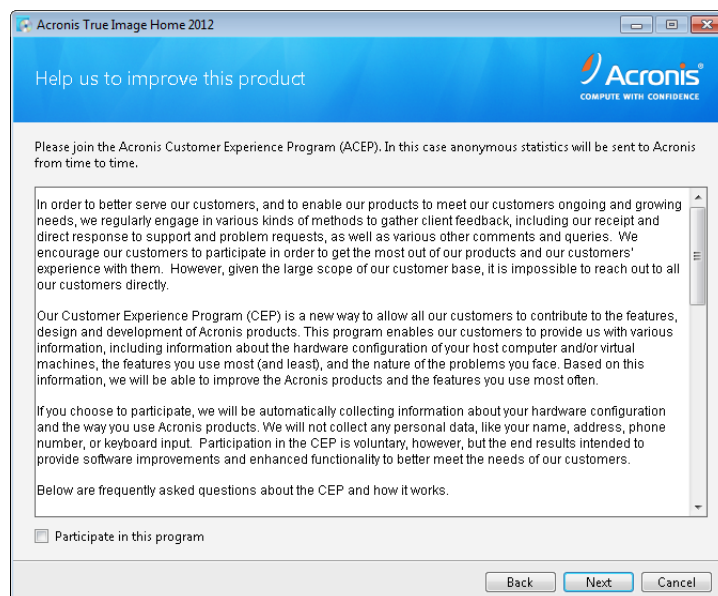 Acronis True Image Home 2012
Help us to improve this product
Acronis
COMPUTE WITH CONFIDENCE
Please join the Acronis Customer Experience Program (ACEP). In this case anonymous statistics will be sent to Acronis
from time to time.
In order to better serve our customers, and to enable our products to meet our customers ongoing and growing
needs, we regularly engage in various kinds of methods to gather client feedback, including our receipt and
direct response to support and problem requests, as well as various other comments and queries.  We
encourage our customers to participate in order to get the most out of our products and our customers'
experience with them.  However, given the large scope of our customer base, it is impossible to reach out to all
our customers directly.
Our Customer Experience Program (CEP) is a new way to allow all our customers to contribute to the features,
design and development of Acronis products. This program enables our customers to provide us with various
information, including information about the hardware configuration of your host computer and/or virtual
machines, the features you use most (and least), and the nature of the problems you face. Based on this
information, we will be able to improve the Acronis products and the features you use most often.
If you choose to participate, we will be automatically collecting information about your hardware configuration
and the way you use Acronis products. We will not collect any personal data, like your name, address, phone
number, or keyboard input.  Participation in the CEP is voluntary, however, but the end results intended to
provide software improvements and enhanced functionality to better meet the needs of our customers.
Below are frequently asked questions about the CEP and how it works.
Participate in this program
Back
Next
Cancel